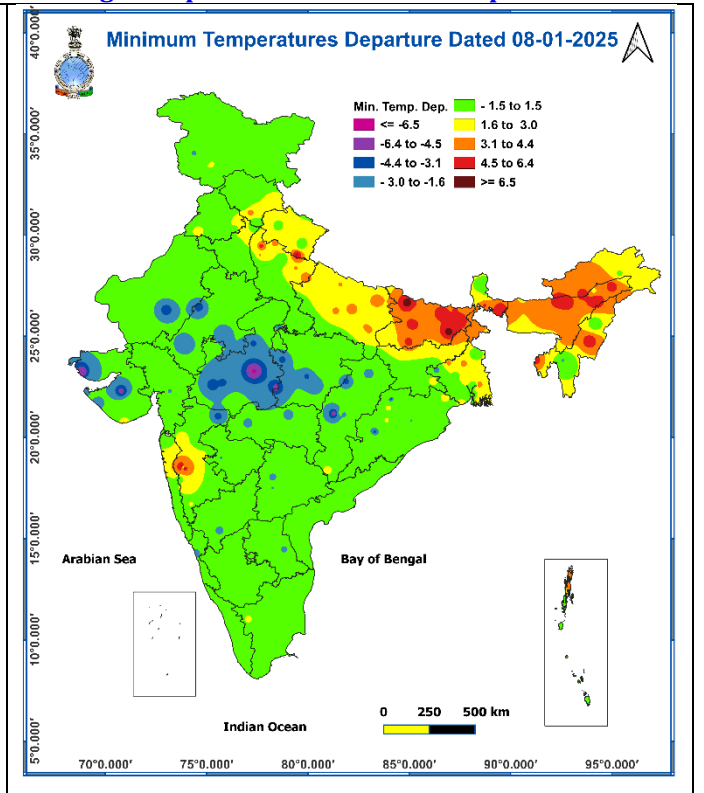 Minimum Temperatures Departure Dated 08-01-2025
Min. Temp. Dep.
<= -6.5
-6.4 to -4.5
-4.4 to -3.1
- 3.0 to -1.6
- 1.5 to 1.5
1.6 to 3.0
3.1 to 4.4
4.5 to 6.4
>= 6.5
40°0.000'
35°0.000'
30°0.000'
25°0.000'
20°0.000'
15°0.000'
10°0.000'
5°0.000'
Arabian Sea
Bay of Bengal
Indian Ocean
0 250 500 km
70°0.000' 75°0.000' 80°0.000' 85°0.000' 90°0.000' 95°0.000'